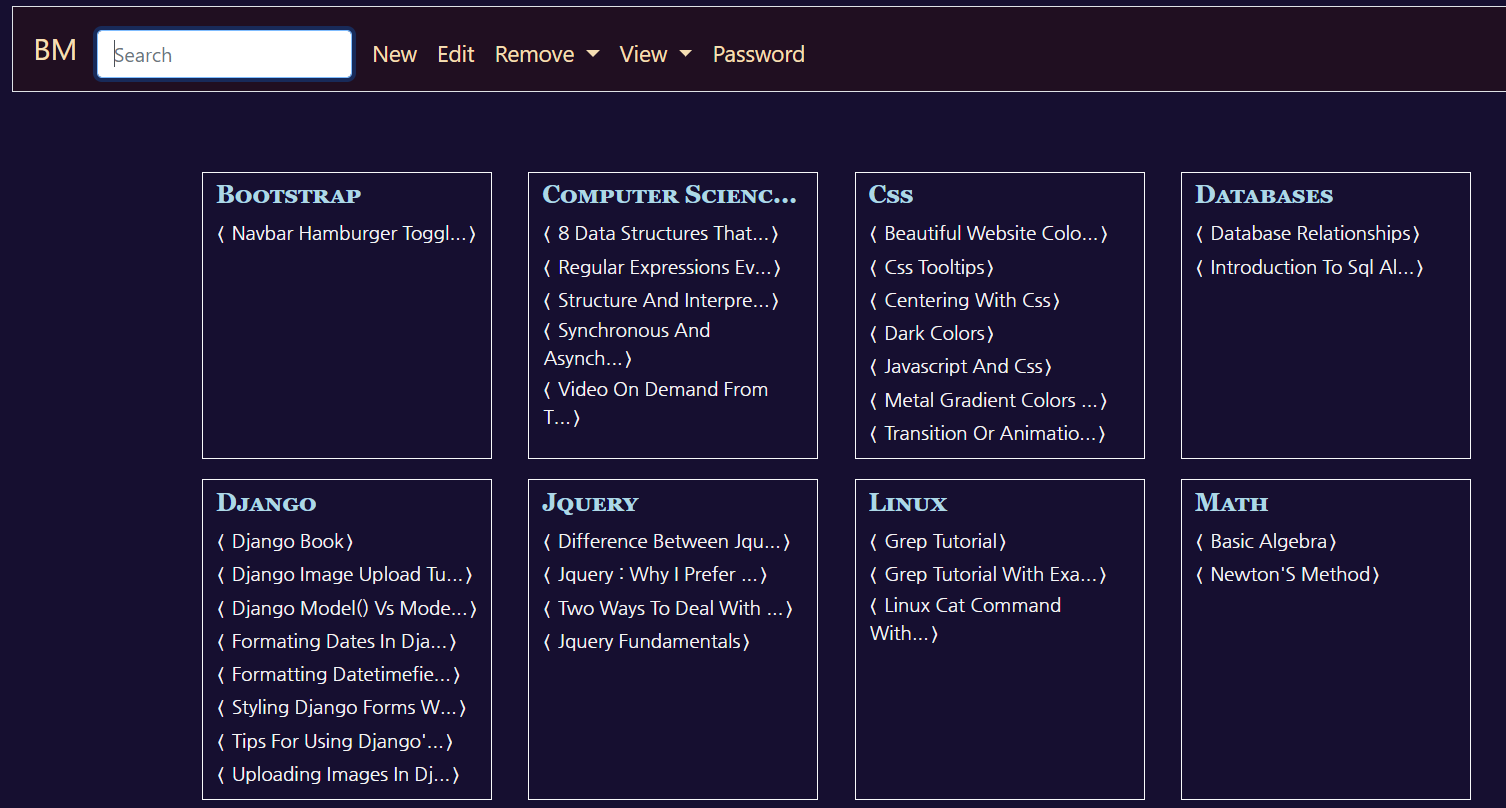 BM Search New Edit Remove View Password
Bootstrap
⟨ Navbar Hamburger Toggl...⟩
Computer Scienc...
⟨ 8 Data Structures That...⟩
⟨ Regular Expressions Ev...⟩
⟨ Structure And Interpre...⟩
⟨ Synchronous And
Asynch...⟩
⟨ Video On Demand From
T...⟩
Css
⟨ Beautiful Website Colo...⟩
⟨ Css Tooltips⟩
⟨ Centering With Css⟩
⟨ Dark Colors⟩
⟨ Javascript And Css⟩
⟨ Metal Gradient Colors ...⟩
⟨ Transition Or Animatio...⟩
Databases
⟨ Database Relationships⟩
⟨ Introduction To Sql Al...⟩
Django
⟨ Django Book⟩
⟨ Django Image Upload Tu...⟩
⟨ Django Model() Vs Mode...⟩
⟨ Formating Dates In Dja...⟩
⟨ Formatting Datetimefie...⟩
⟨ Styling Django Forms W...⟩
⟨ Tips For Using Django'...⟩
⟨ Uploading Images In Dj...⟩
Jquery
⟨ Difference Between Jqu...⟩
⟨ Jquery : Why I Prefer ...⟩
⟨ Two Ways To Deal With ...⟩
⟨ Jquery Fundamentals⟩
Linux
⟨ Grep Tutorial⟩
⟨ Grep Tutorial With Exa...⟩
⟨ Linux Cat Command
With...⟩
Math
⟨ Basic Algebra⟩
⟨ Newton'S Method⟩